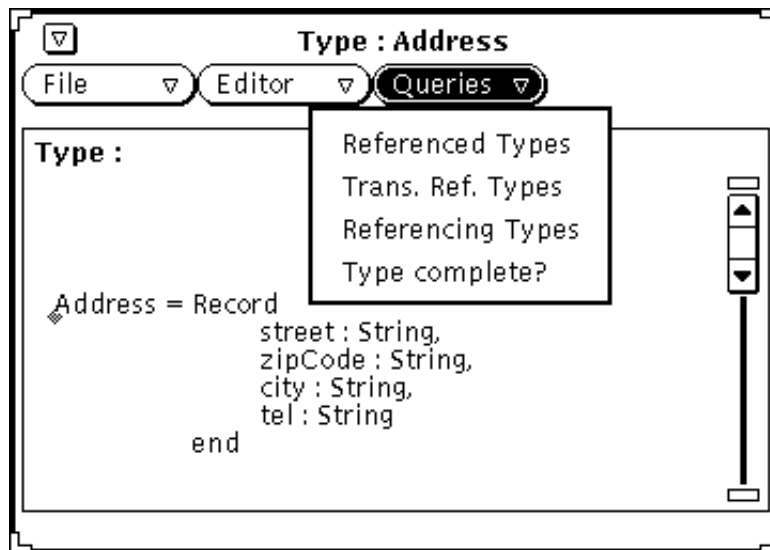 Type : Address
File Editor Queries
Type :
Referenced Types
Trans. Ref. Types
Referencing Types
Type complete?
Address = Record
street : String,
zipCode : String,
city : String,
tel : String
end